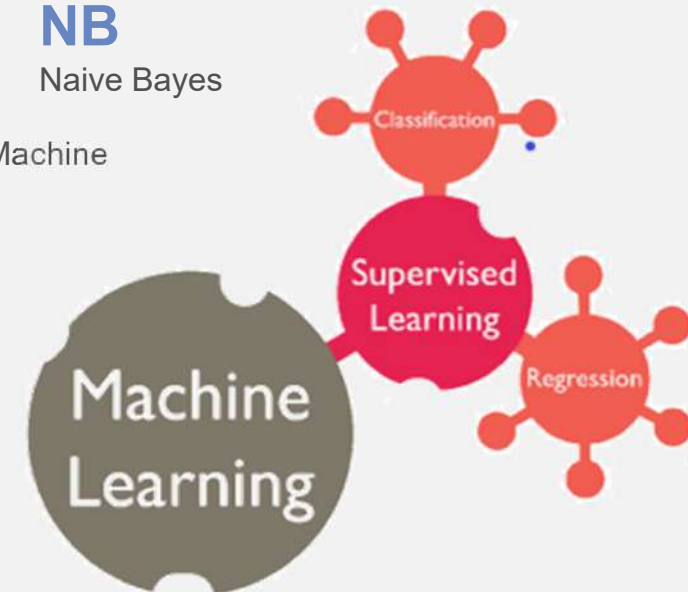 NB
Naive Bayes
Machine
Classification
Supervised
Learning
Regression
Machine
Learning